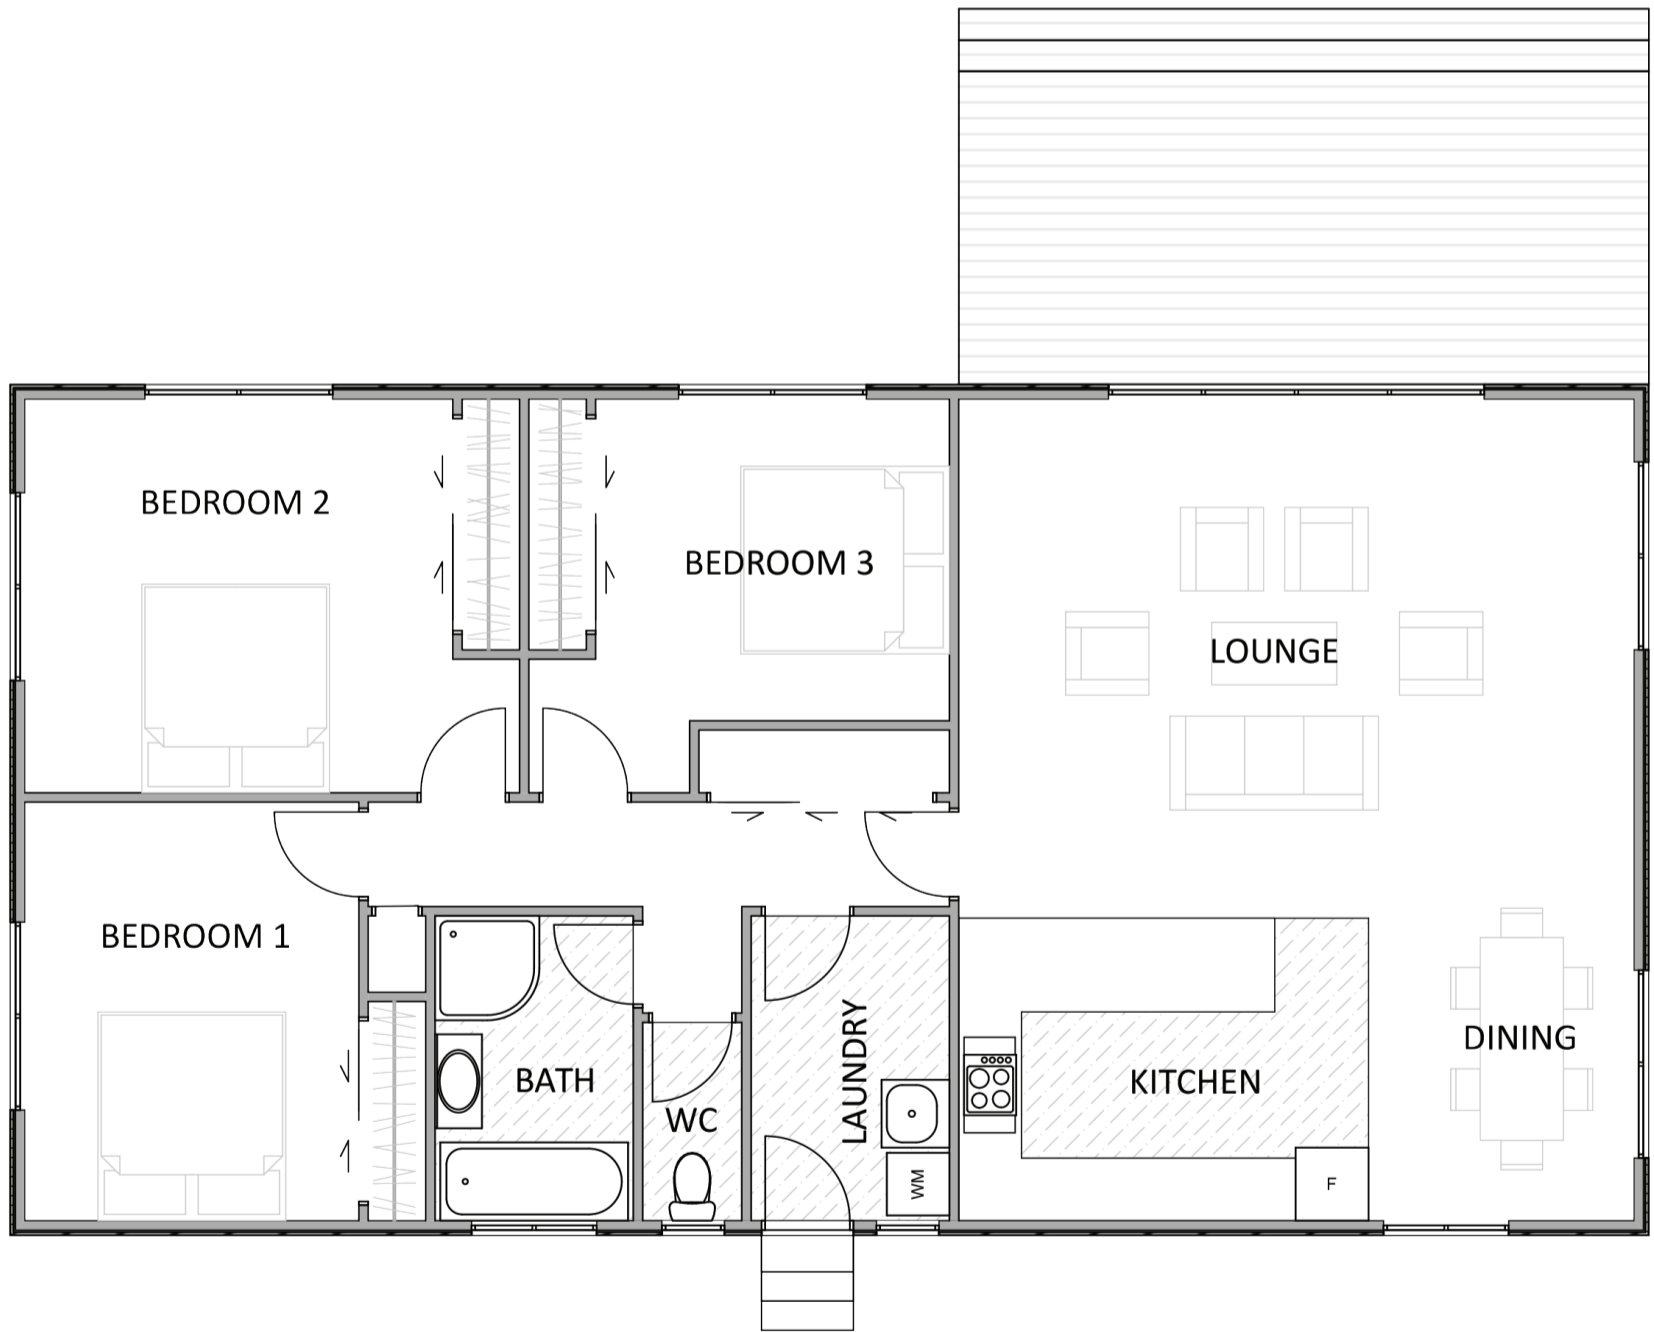 BEDROOM 2
BEDROOM 3
LOUNGE
BEDROOM 1
BATH
WC
LAUNDRY
WM
KITCHEN
DINING
F